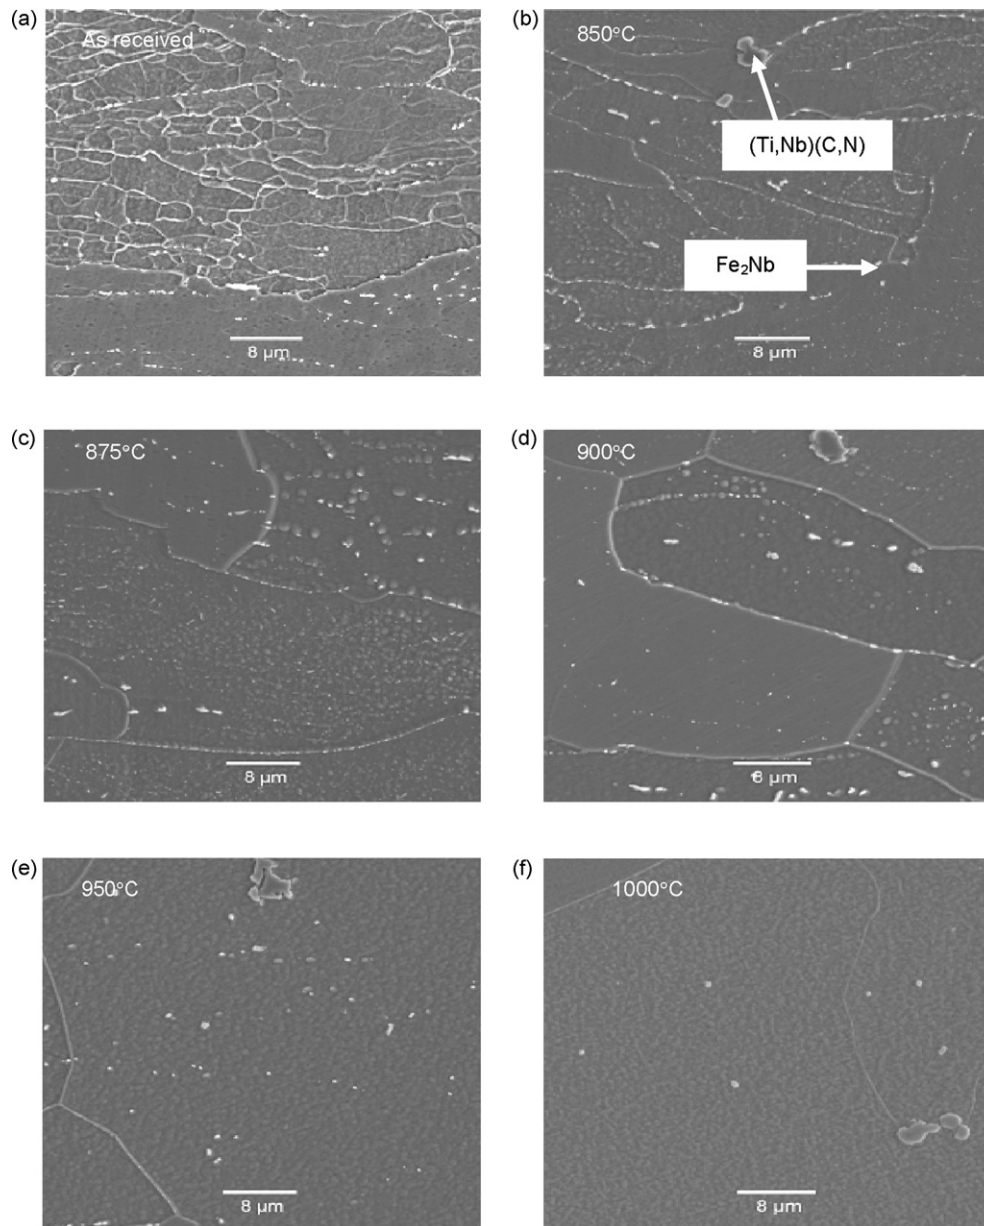 (a)
As received
8 µm
(b)
850°C
(Ti,Nb)(C,N)
Fe₂Nb
8 µm
(c)
875°C
8 µm
(d)
900°C
8 µm
(e)
950°C
8 µm
(f)
1000°C
8 µm